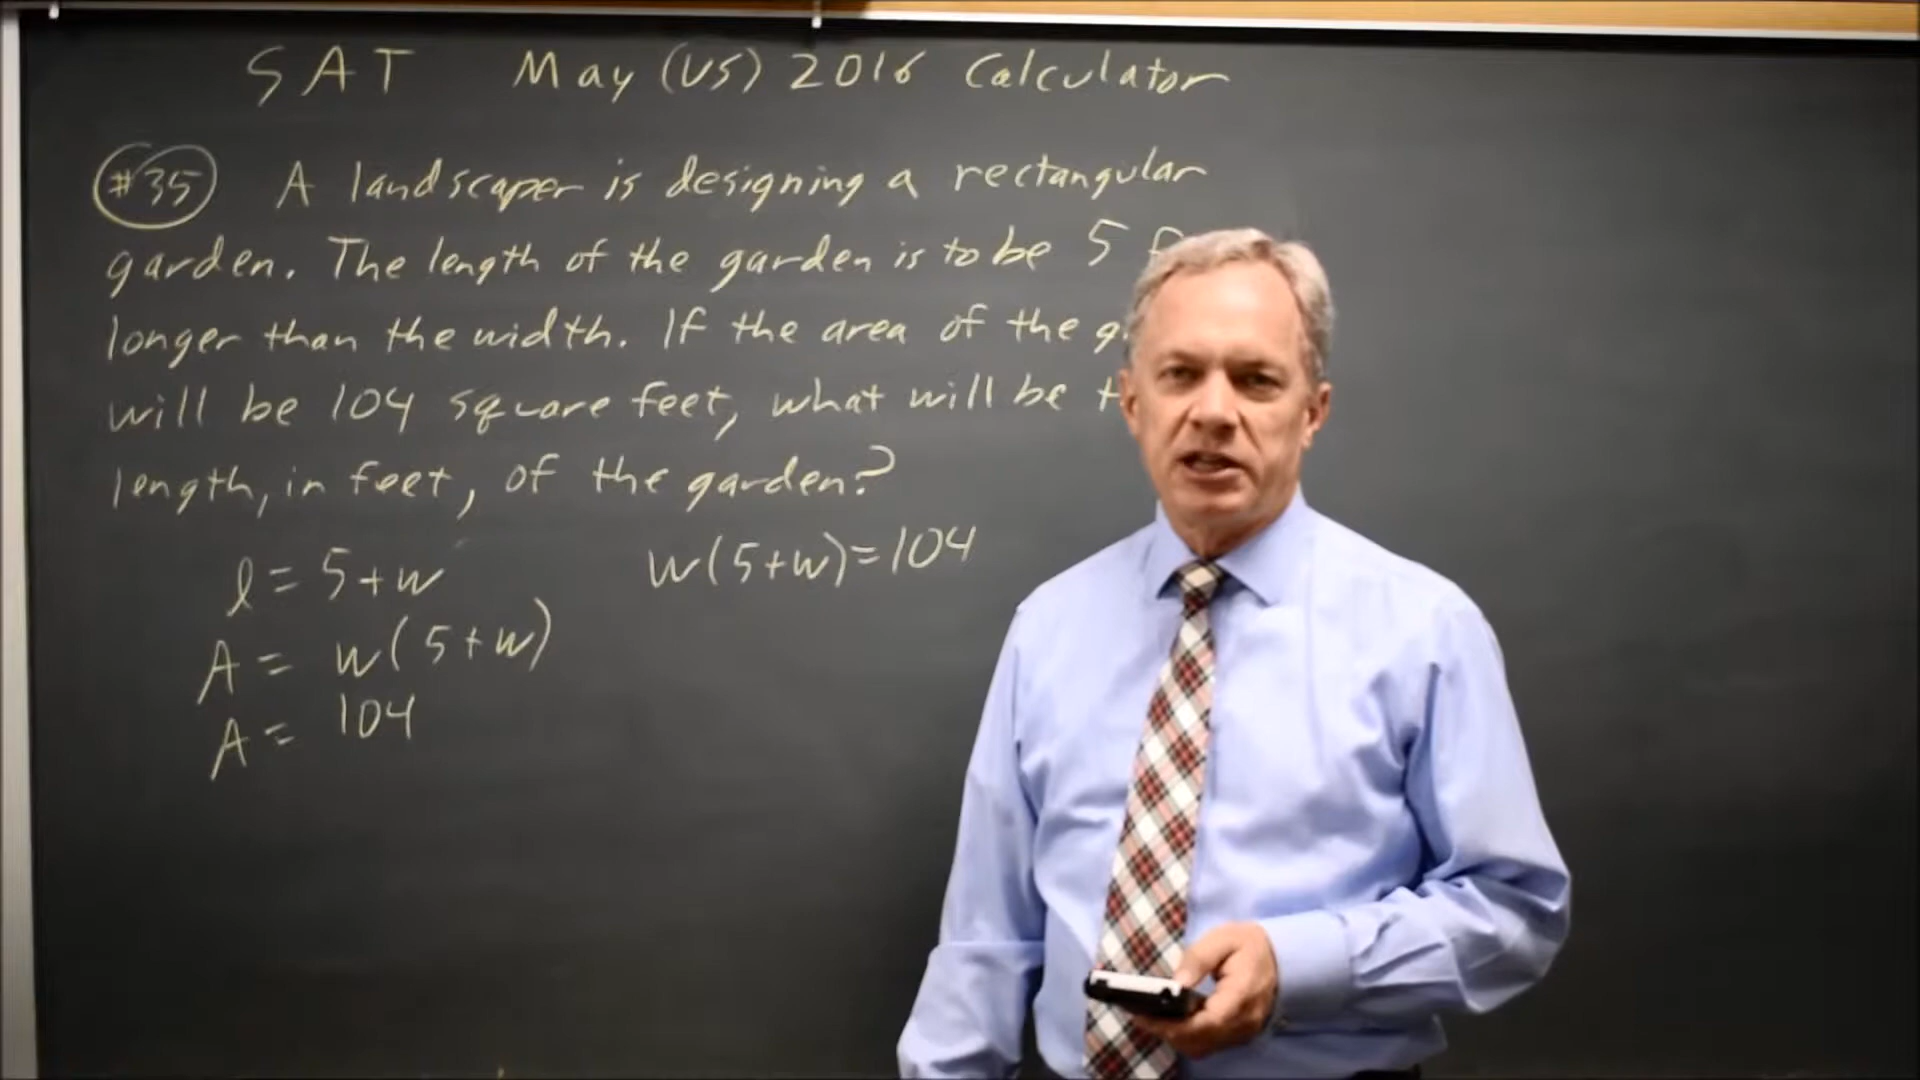 SAT May (US) 2016 Calculator
#35 A landscaper is designing a rectangular
garden. The length of the garden is to be 5
longer than the width. If the area of the
will be 104 square feet, what will be
length, in feet, of the garden?
l = 5+w
w(5+w)=104
A = w(5+w)
A = 104